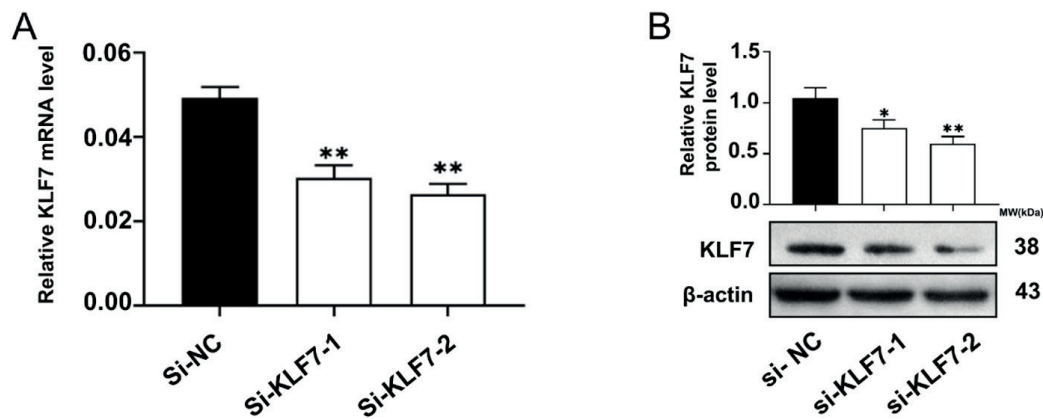 A
Relative KLF7 mRNA level
0.06
0.04
0.02
0.00
**
**
Si-NC
Si-KLF7-1
Si-KLF7-2
B
Relative KLF7
protein level
1.5
1.0
0.5
0.0
*
**
MW(kDa)
KLF7
38
β-actin
43
si- NC
si-KLF7-1
si-KLF7-2